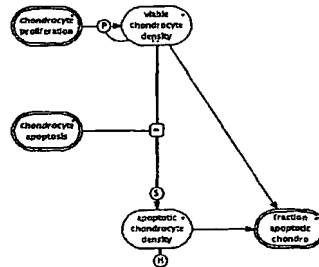 viable
chondrocyte
density
chondrocyte
proliferation
P
chondrocyte
apoptosis
S
apoptotic
chondrocyte
density
fraction
apoptotic
chondro